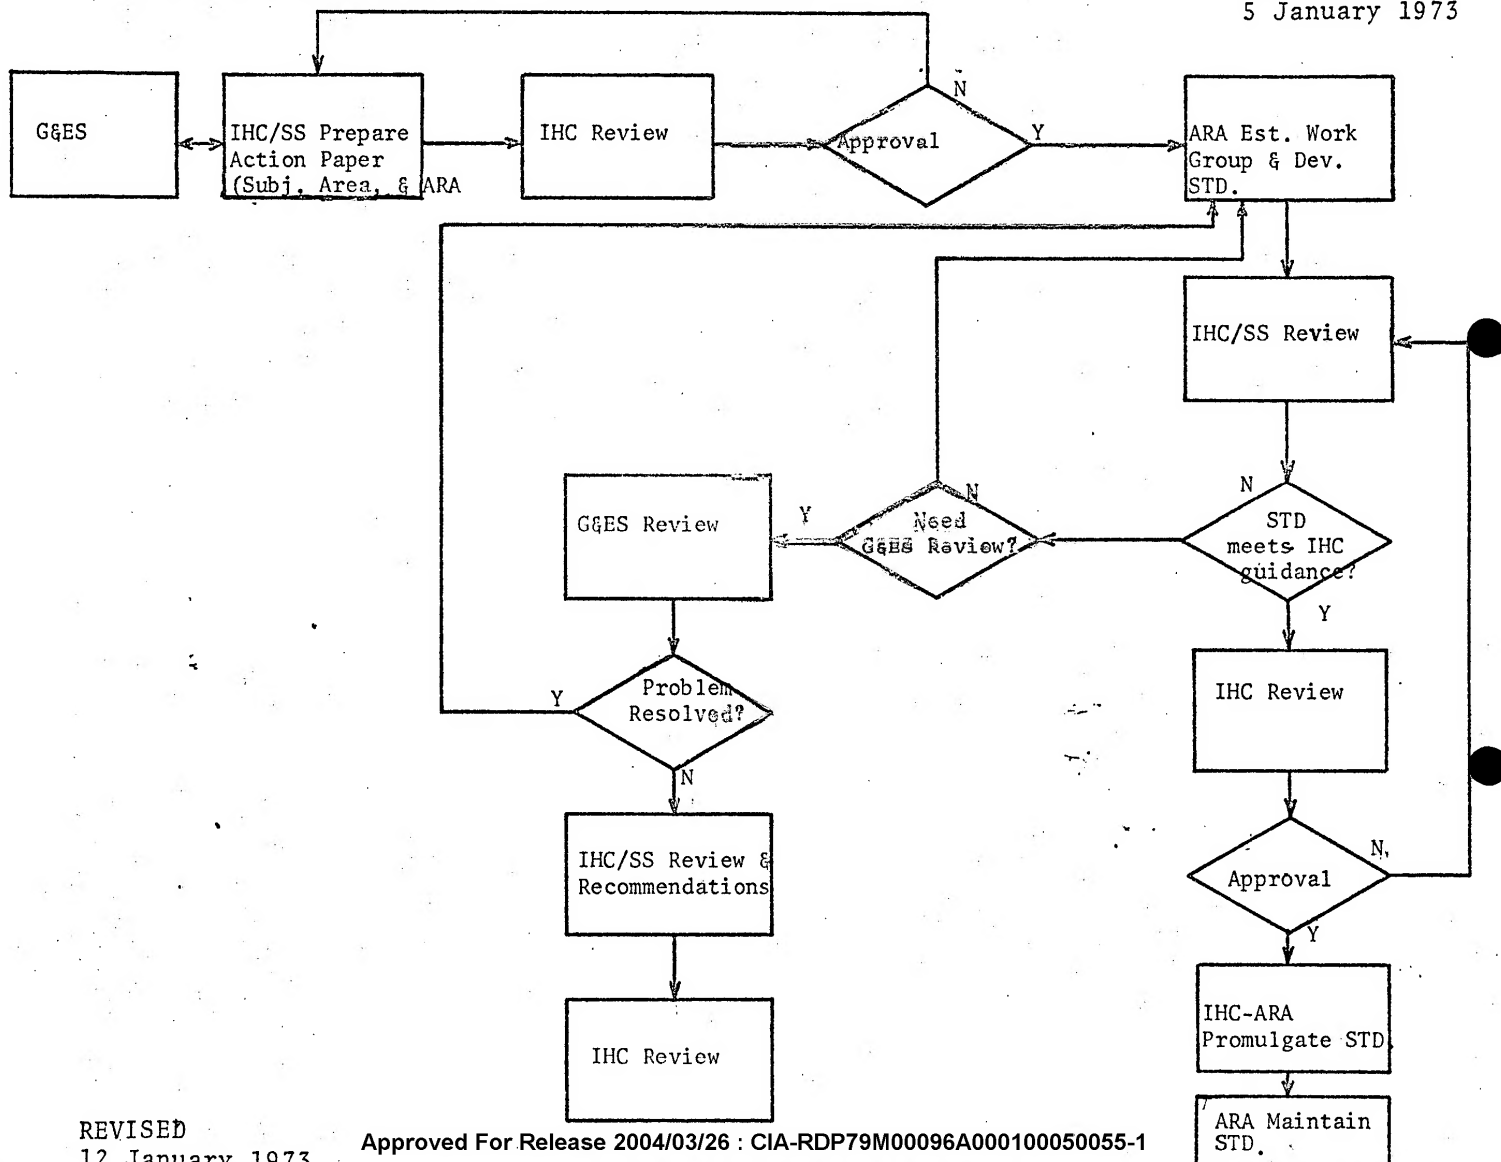 5 January 1973
G&ES
IHC/SS Prepare
Action Paper
(Subj. Area, & ARA
IHC Review
Approval
N
Y
ARA Est. Work
Group & Dev.
STD.
IHC/SS Review
N
STD
meets IHC
guidance?
Y
Need
G&ES Review?
N
Y
G&ES Review
Problem
Resolved?
Y
N
IHC/SS Review &
Recommendations
IHC Review
IHC Review
Approval
N
Y
IHC-ARA
Promulgate STD
ARA Maintain
STD.
REVISED
12 January 1973
Approved For Release 2004/03/26 : CIA-RDP79M00096A000100050055-1